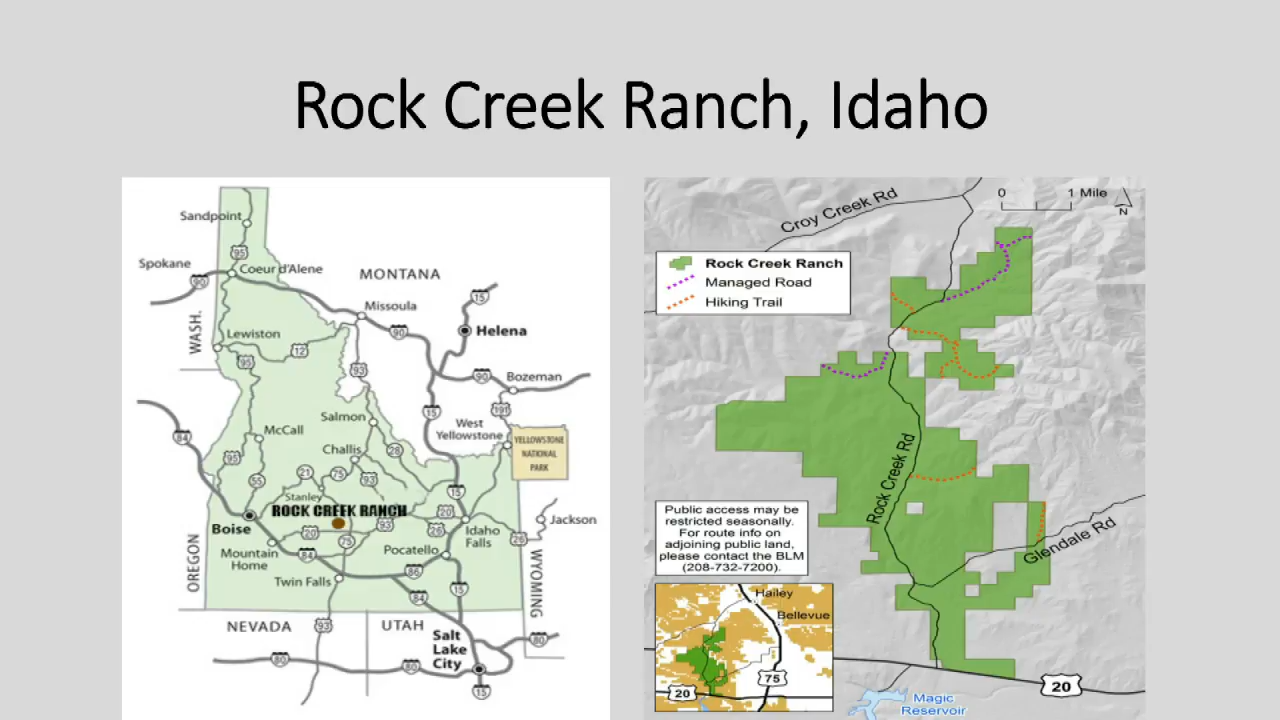 Rock Creek Ranch, Idaho
Sandpoint
95
Spokane
Coeur d'Alene
90
MONTANA
15
Missoula
WASH.
Lewiston
90
Helena
12
95
93
90
Bozeman
15
191
Salmon
West
Yellowstone
YELLOWSTONE
NATIONAL
PARK
84
McCall
95
Challis
28
55
21
75
93
15
Stanley
ROCK CREEK RANCH
20
Boise
20
93
26
Idaho
Falls
Jackson
26
Mountain
Home
84
75
Pocatello
86
OREGON
WYOMING
Twin Falls
84
15
NEVADA
93
UTAH
Salt
Lake
City
80
80
80
15
Croy Creek Rd
0
1 Mile
N
Rock Creek Ranch
Managed Road
Hiking Trail
Rock Creek Rd
Glendale Rd
Public access may be
restricted seasonally.
For route info on
adjoining public land,
please contact the BLM
(208-732-7200).
Hailey
Bellevue
75
20
20
Magic
Reservoir